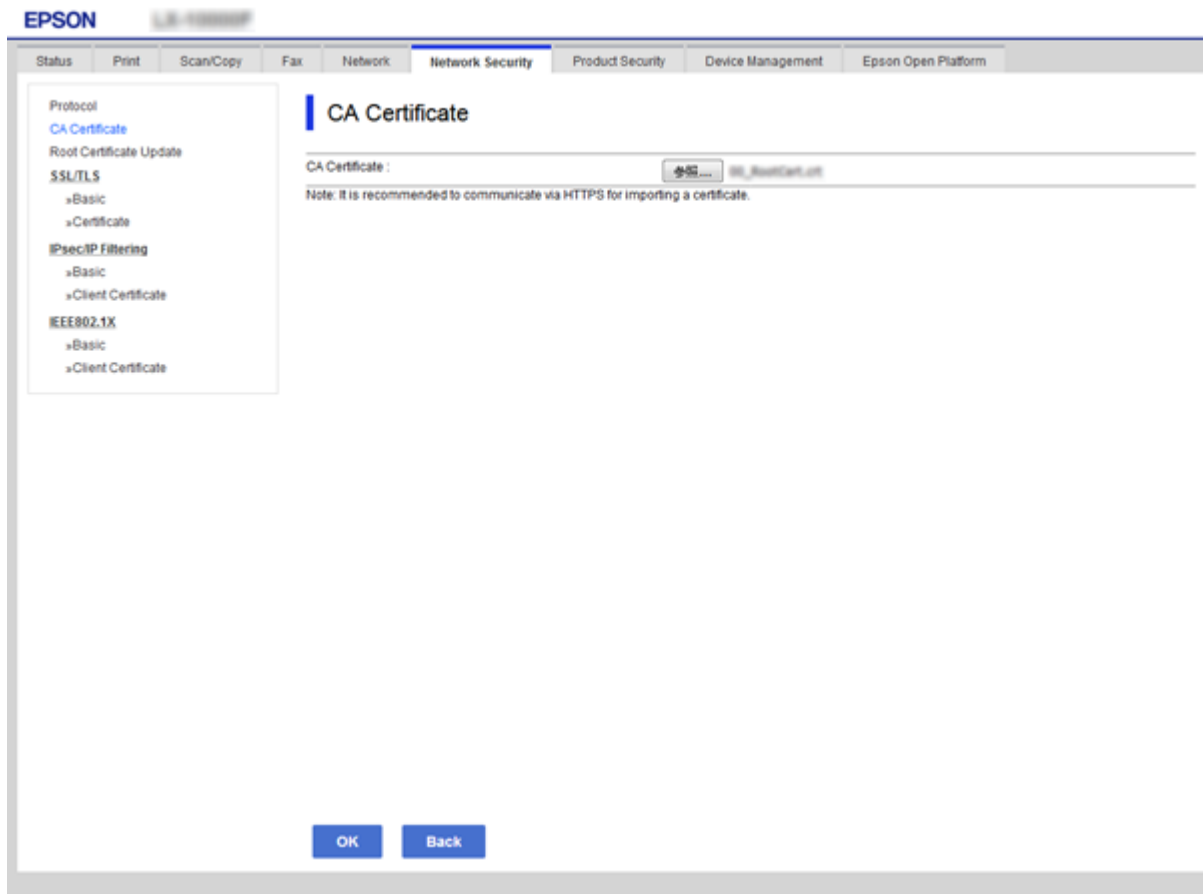 EPSON
Status Print Scan/Copy Fax Network Network Security Product Security Device Management Epson Open Platform
Protocol
CA Certificate
Root Certificate Update
SSL/TLS
»Basic
»Certificate
IPsec/IP Filtering
»Basic
»Client Certificate
IEEE802.1X
»Basic
»Client Certificate
CA Certificate
CA Certificate : 参照....
Note: It is recommended to communicate via HTTPS for importing a certificate.
OK Back